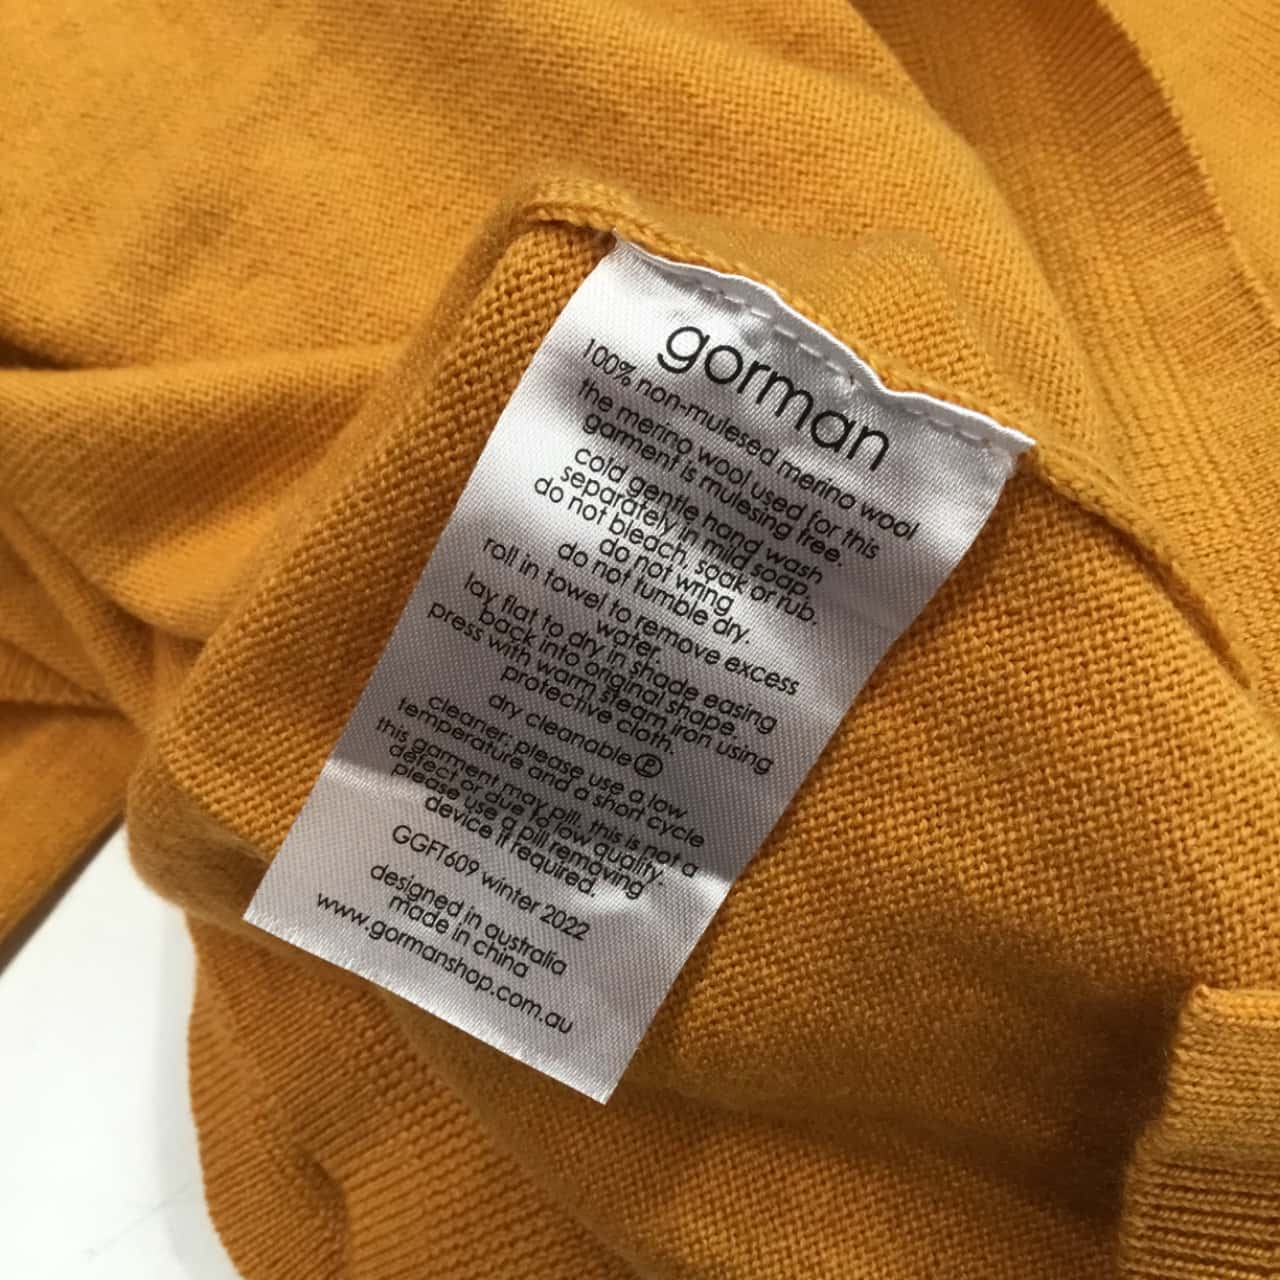 gorman
100% non-mulesed merino wool
the merino wool used for this
garment is mulesing free.
cold gentle hand wash
separately in mild soap.
do not bleach, soak or rub.
do not wring
do not tumble dry.
roll in towel to remove excess
water.
lay flat to dry in shade easing
back into original shape.
press with warm steam iron using
protective cloth.
dry cleanable Ⓟ
cleaner: please use a low
temperature and a short cycle
this garment may pill, this is not a
defect or due to low quality.
please use a pill removing
device if required.
GGFT609 winter 2022
designed in australia
made in china
www.gormanshop.com.au